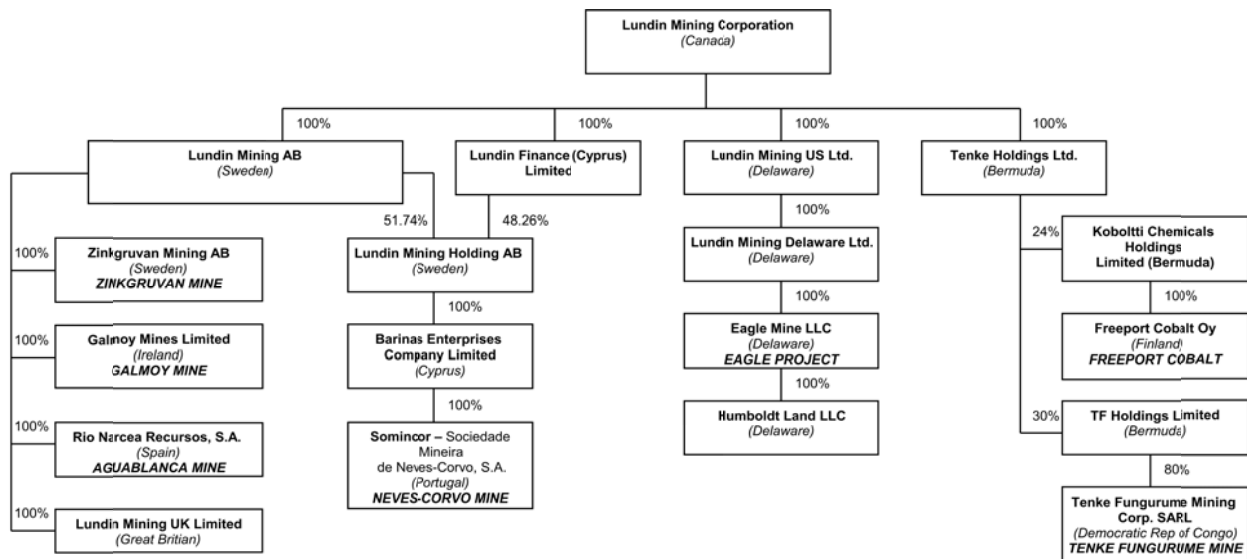 Lundin Mining Corporation
(Canaca)
100%
100%
100%
100%
Lundin Mining AB
(Sweden)
Lundin Finance (Cyprus)
Limited
Lundin Mining US Ltd.
(Delaware)
Tenke Holdings Ltd.
(Bermuda)
51.74%
48.26%
100%
100%
Zinkgruvan Mining AB
(Sweden)
ZINKGRUVAN MINE
Lundin Mining Holding AB
(Sweden)
Lundin Mining Delaware Ltd.
(Delaware)
24%
Koboltti Chemicals
Holdings
Limited (Bermuda)
100%
100%
100%
100%
Galmoy Mines Limited
(Ireland)
GALMOY MINE
Barinas Enterprises
Company Limited
(Cyprus)
Eagle Mine LLC
(Delaware)
EAGLE PROJECT
Freeport Cobalt Oy
(Finland)
FREEPORT COBALT
100%
100%
100%
Rio Narcea Recursos, S.A.
(Spain)
AGUABLANCA MINE
Somincor – Sociedade
Mineira
de Neves-Corvo, S.A.
(Portugal)
NEVES-CORVO MINE
Humboldt Land LLC
(Delaware)
30%
TF Holdings Limited
(Bermuda)
80%
100%
Lundin Mining UK Limited
(Great Britian)
Tenke Fungurume Mining
Corp. SARL
(Democratic Rep of Congo)
TENKE FUNGURUME MINE